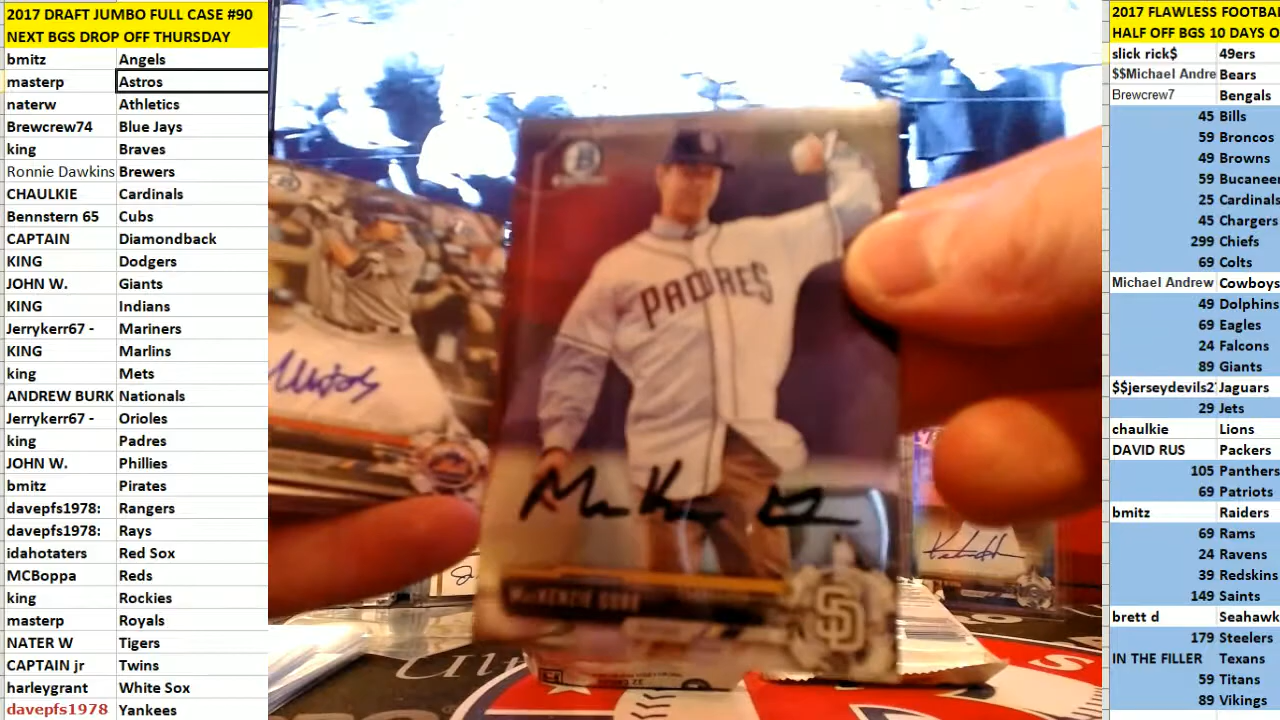 2017 DRAFT JUMBO FULL CASE #90
NEXT BGS DROP OFF THURSDAY
bmitz Angels
masterp Astros
naterw Athletics
Brewcrew74 Blue Jays
king Braves
Ronnie Dawkins Brewers
CHAULKIE Cardinals
Bennstern 65 Cubs
CAPTAIN Diamondback
KING Dodgers
JOHN W. Giants
KING Indians
Jerrykerr67 - Mariners
KING Marlins
king Mets
ANDREW BURK Nationals
Jerrykerr67 - Orioles
king Padres
JOHN W. Phillies
bmitz Pirates
davepfs1978: Rangers
davepfs1978: Rays
idahotaters Red Sox
MCBoppa Reds
king Rockies
masterp Royals
NATER W Tigers
CAPTAIN jr Twins
harleygrant White Sox
davepfs1978 Yankees
PADRES
MACKENZIE GORE
SD
2017 FLAWLESS FOOTBAL
HALF OFF BGS 10 DAYS O
slick rick$ 49ers
$$Michael Andre Bears
Brewcrew7 Bengals
45 Bills
59 Broncos
49 Browns
59 Bucaneer
25 Cardinals
45 Chargers
299 Chiefs
69 Colts
Michael Andrew Cowboys
49 Dolphins
69 Eagles
24 Falcons
89 Giants
$$jerseydevils2 Jaguars
29 Jets
chaulkie Lions
DAVID RUS Packers
105 Panthers
69 Patriots
bmitz Raiders
69 Rams
24 Ravens
39 Redskins
149 Saints
brett d Seahawk
179 Steelers
IN THE FILLER Texans
59 Titans
89 Vikings